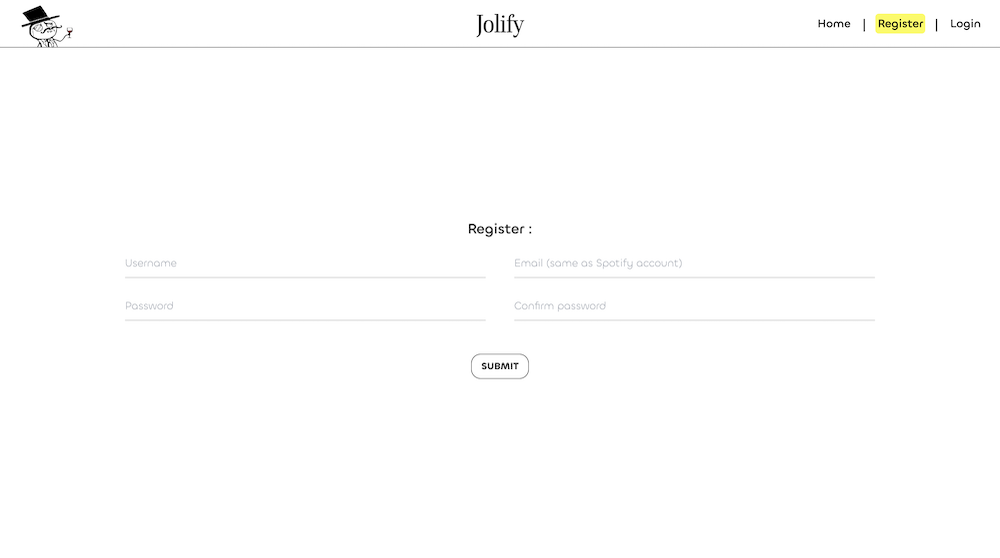 Jolify
Home | Register | Login
Register :
Username
Email (same as Spotify account)
Password
Confirm password
SUBMIT